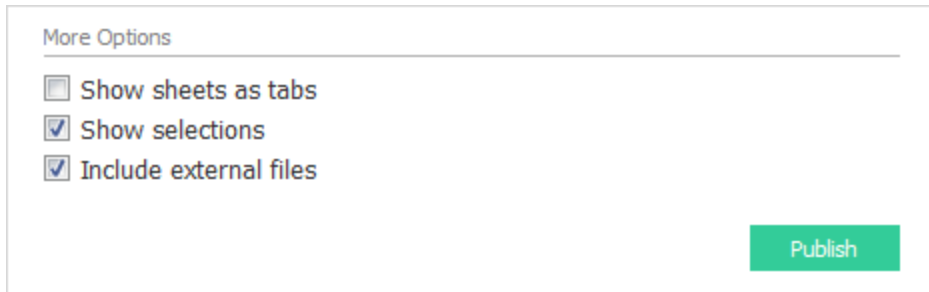 More Options
Show sheets as tabs
Show selections
Include external files
Publish